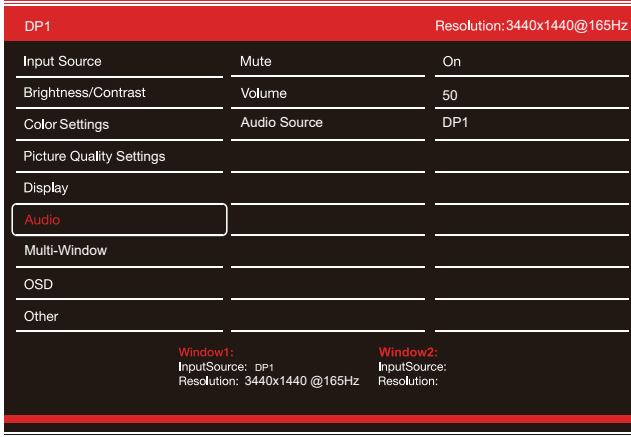 DP1 Resolution:3440x1440@165Hz
Input Source Mute On
Brightness/Contrast Volume 50
Color Settings Audio Source DP1
Picture Quality Settings
Display
Audio
Multi-Window
OSD
Other
Window1: Window2:
InputSource: DP1 InputSource:
Resolution: 3440x1440 @165Hz Resolution: